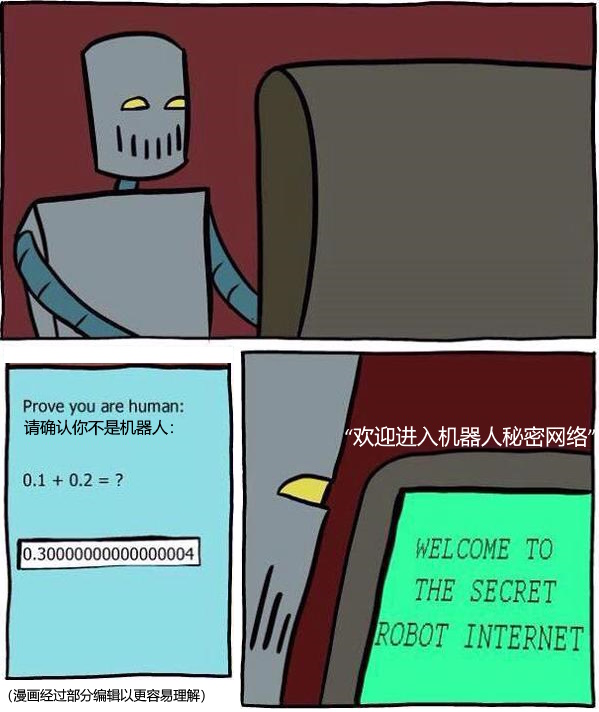 Prove you are human:
请确认你不是机器人：
0.1 + 0.2 = ?
0.30000000000000004
“欢迎进入机器人秘密网络”
WELCOME TO
THE SECRET
ROBOT INTERNET
（漫画经过部分编辑以更容易理解）